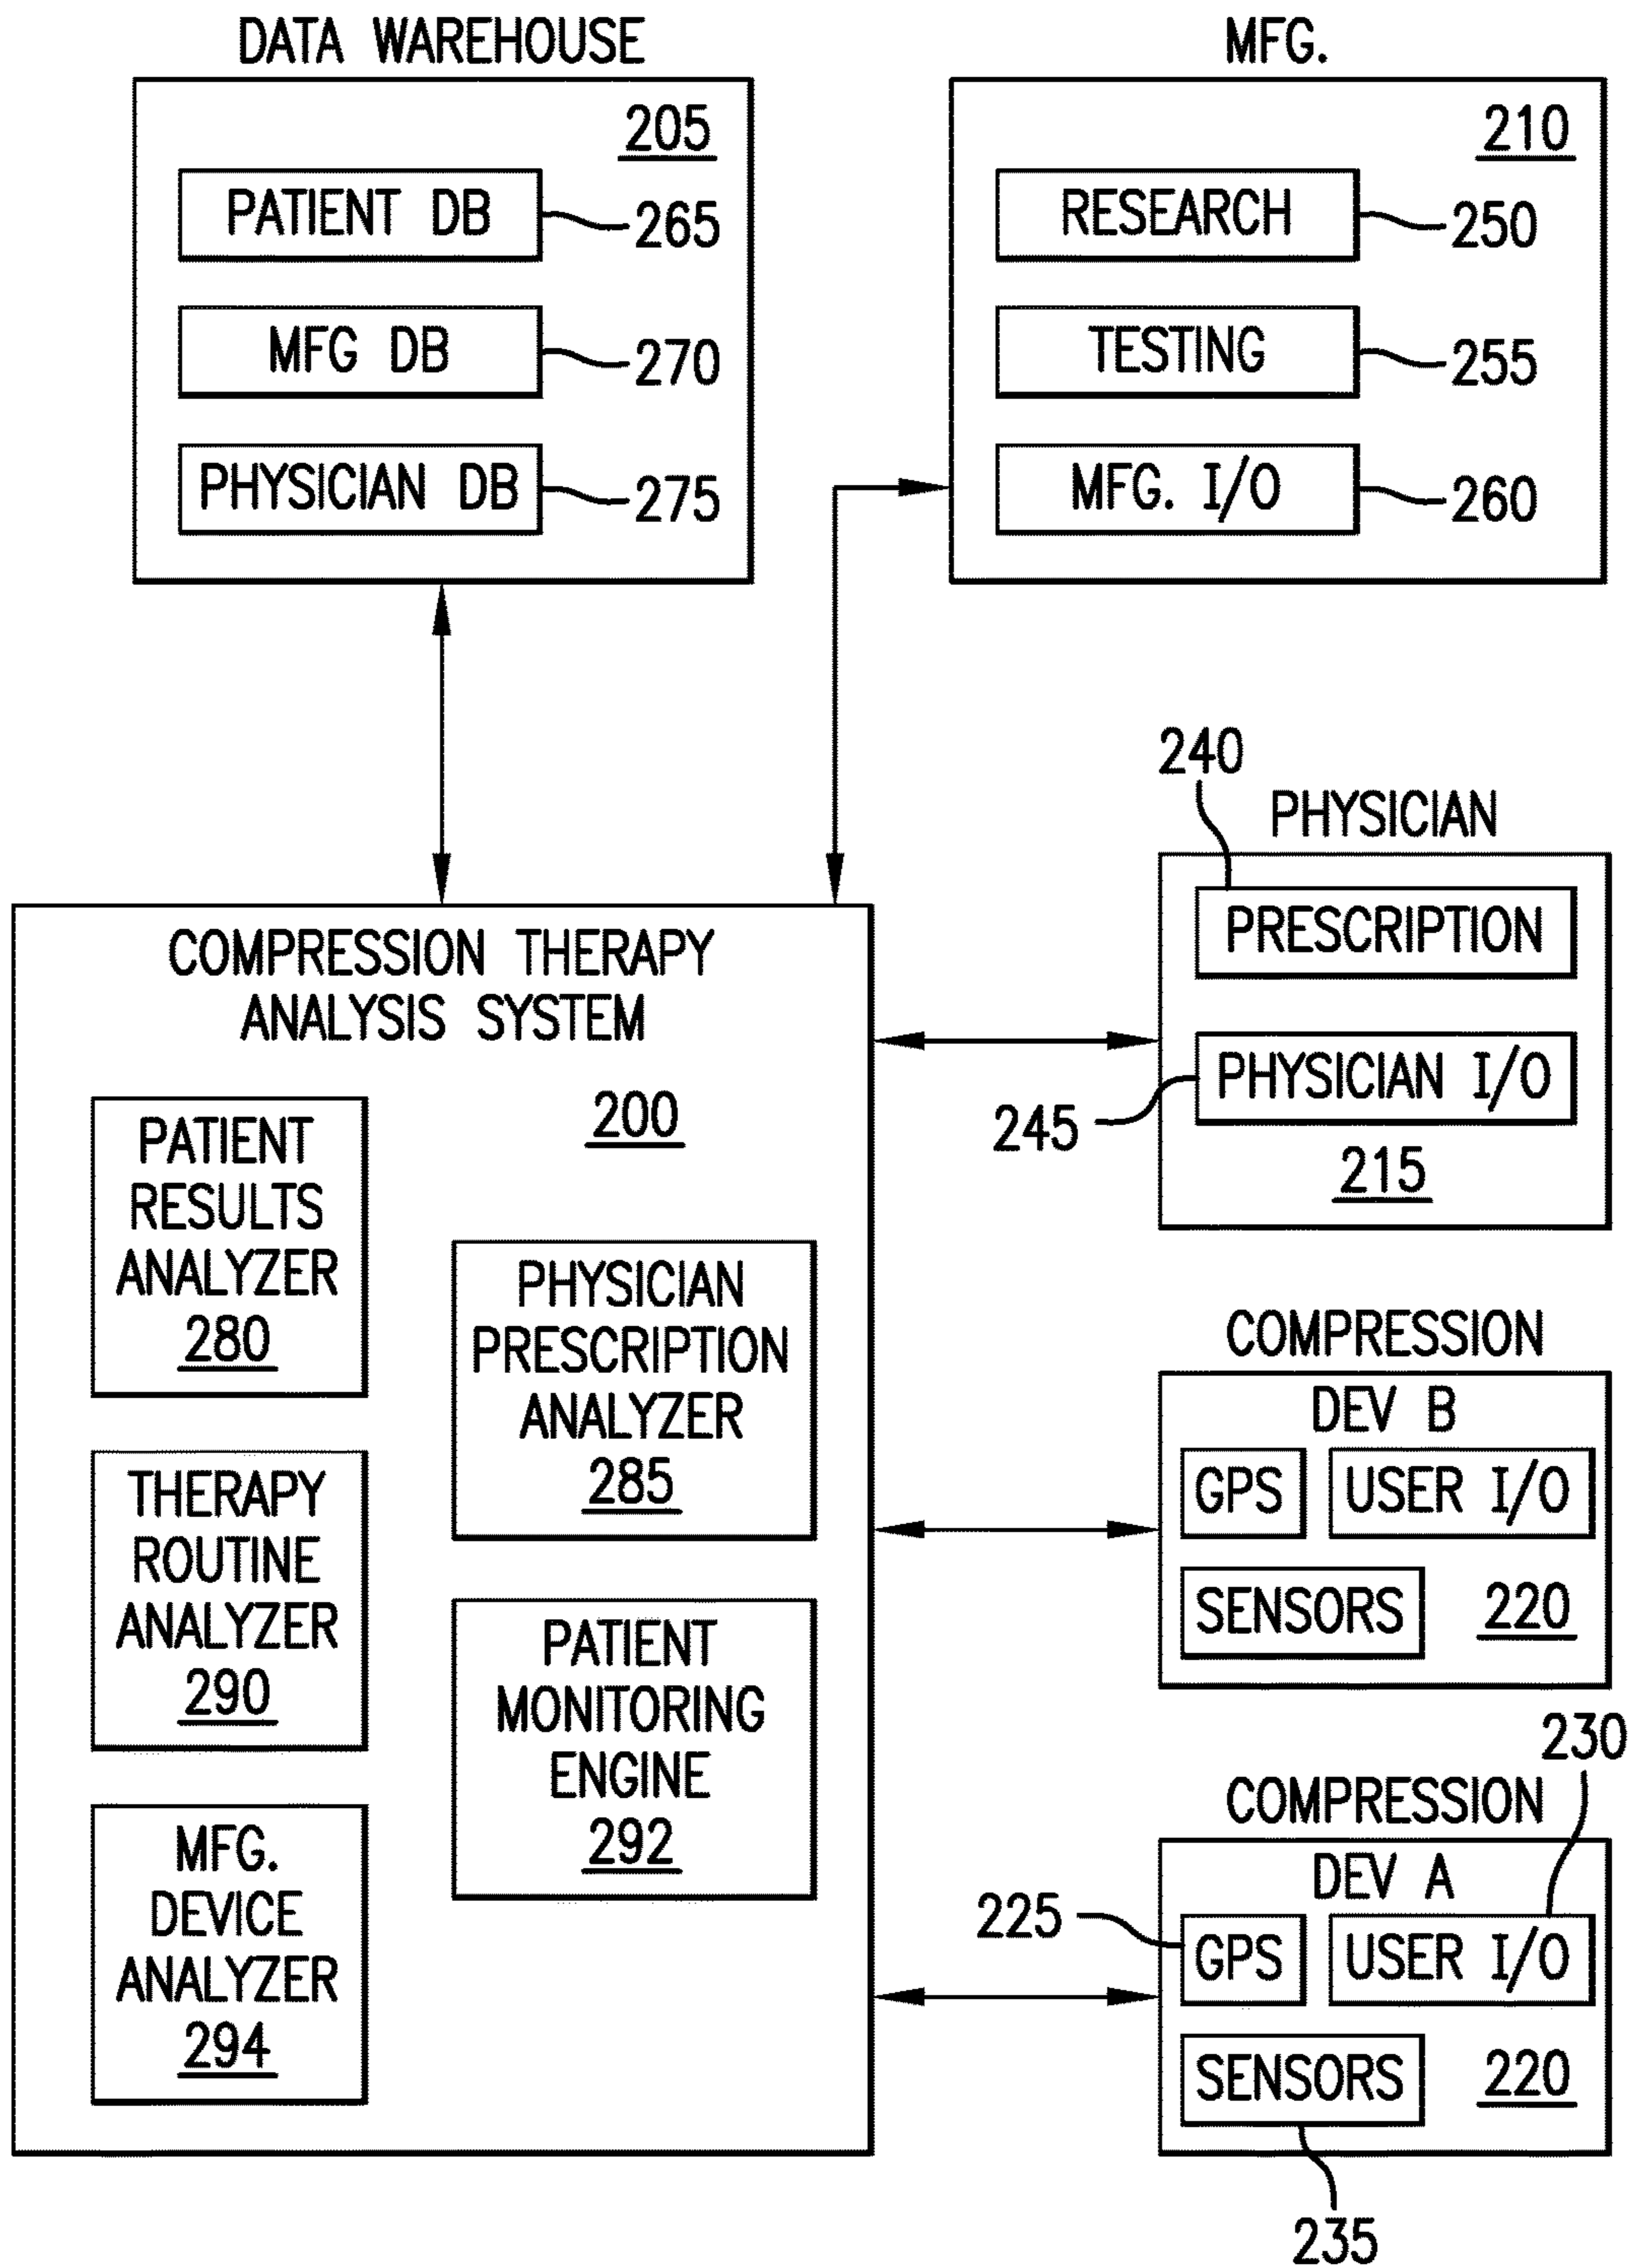 DATA WAREHOUSE
205
PATIENT DB
265
MFG DB
270
PHYSICIAN DB
275
MFG.
210
RESEARCH
250
TESTING
255
MFG. I/O
260
COMPRESSION THERAPY
ANALYSIS SYSTEM
200
PATIENT
RESULTS
ANALYZER
280
PHYSICIAN
PRESCRIPTION
ANALYZER
285
THERAPY
ROUTINE
ANALYZER
290
PATIENT
MONITORING
ENGINE
292
MFG.
DEVICE
ANALYZER
294
240
PHYSICIAN
PRESCRIPTION
PHYSICIAN I/O
245
215
COMPRESSION
DEV B
GPS
USER I/O
SENSORS
220
230
COMPRESSION
DEV A
225
GPS
USER I/O
SENSORS
220
235